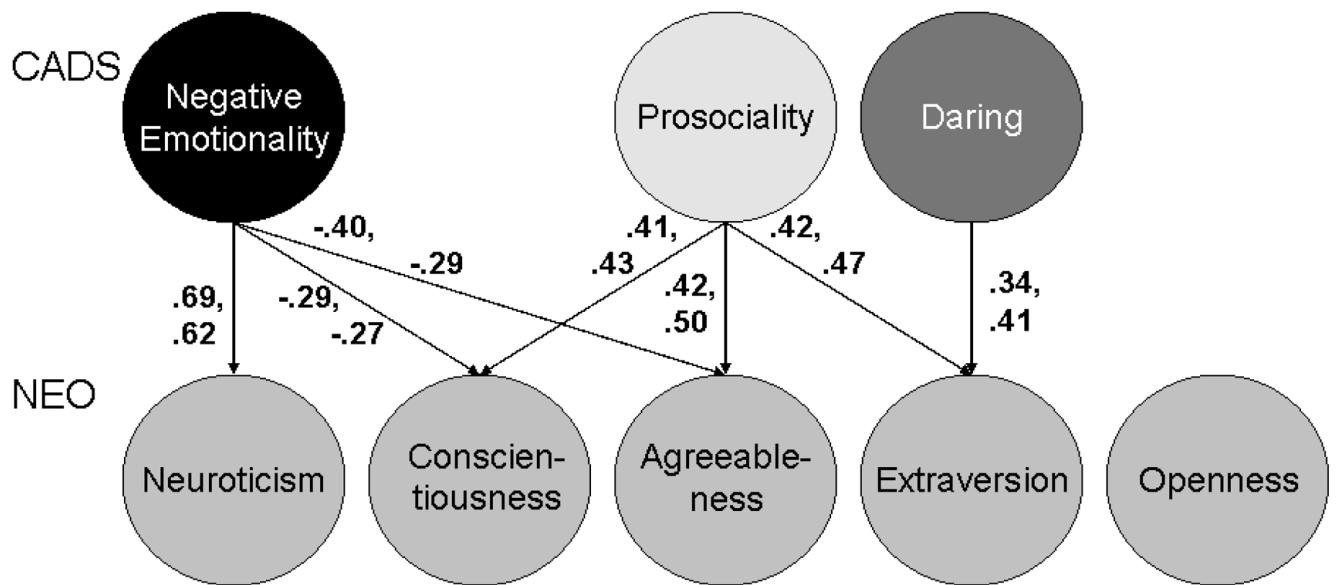 CADS
Negative
Emotionality
Prosociality
Daring
-.40,
-.29
.41,
.43
.42,
.47
.69,
.62
-.29,
-.27
.42,
.50
.34,
.41
NEO
Neuroticism
Conscien-
tiousness
Agreeable-
ness
Extraversion
Openness